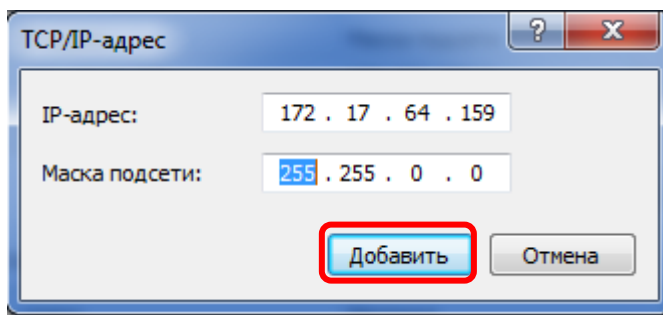 TCP/IP-адрес
IP-адрес: 172 . 17 . 64 . 159
Маска подсети: 255 . 255 . 0 . 0
Добавить Отмена